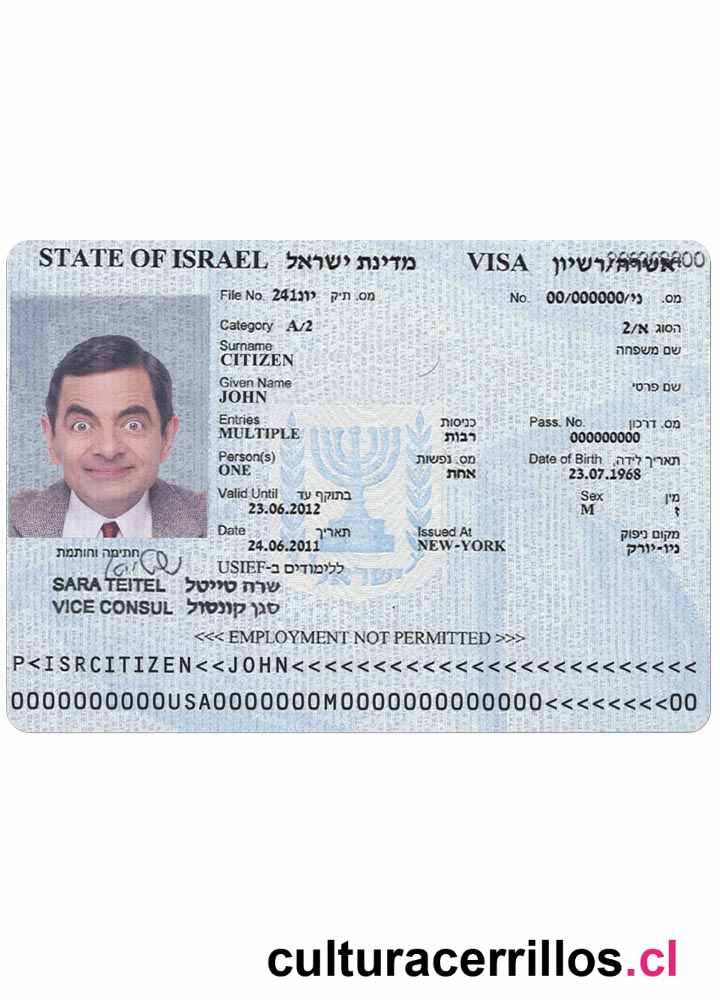 STATE OF ISRAEL מדינת ישראל VISA אשרה/רשיון
File No. יונ241 מס. תיק No. 00/000000/ני מס.
Category A/2 א/2 הסוג
Surname שם משפחה
CITIZEN
Given Name שם פרטי
JOHN
Entries כניסות Pass. No. מס. דרכון
MULTIPLE רבות 000000000
Person(s) מס. נפשות Date of Birth תאריך לידה
ONE אחת 23.07.1968
Valid Until בתוקף עד Sex מין
23.06.2012 M ז
Date תאריך Issued At מקום ניפוק
24.06.2011 NEW-YORK ניו-יורק
חתימה וחותמת
ללימודים ב-USIEF
SARA TEITEL שרה טייטל
VICE CONSUL סגן קונסול
<<< EMPLOYMENT NOT PERMITTED >>>
P<ISRCITIZEN<<JOHN<<<<<<<<<<<<<<<<<<<<<<<<<<
0000000000USA0000000M0000000000000<<<<<<<<00
ישראל
culturacerrillos.cl